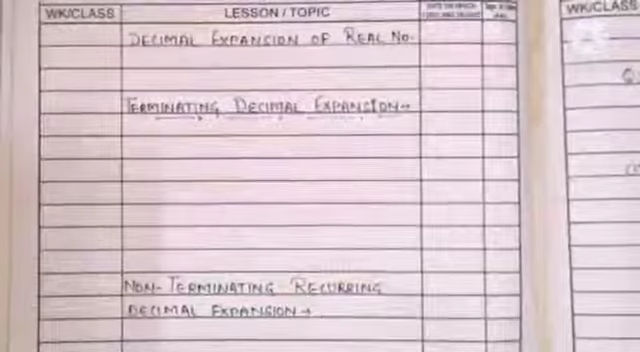 WK/CLASS LESSON / TOPIC
WK/CLASS
DECIMAL EXPANSION OF REAL NO.
TERMINATING DECIMAL EXPANSION→
NON-TERMINATING RECURRING
DECIMAL EXPANSION →